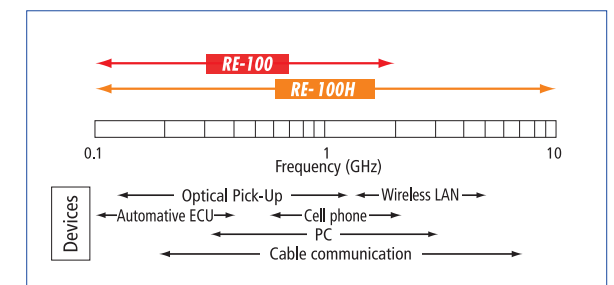 RE-100
RE-100H
0.1 1 10
Frequency (GHz)
Devices
Optical Pick-Up Wireless LAN
Automative ECU Cell phone
PC
Cable communication